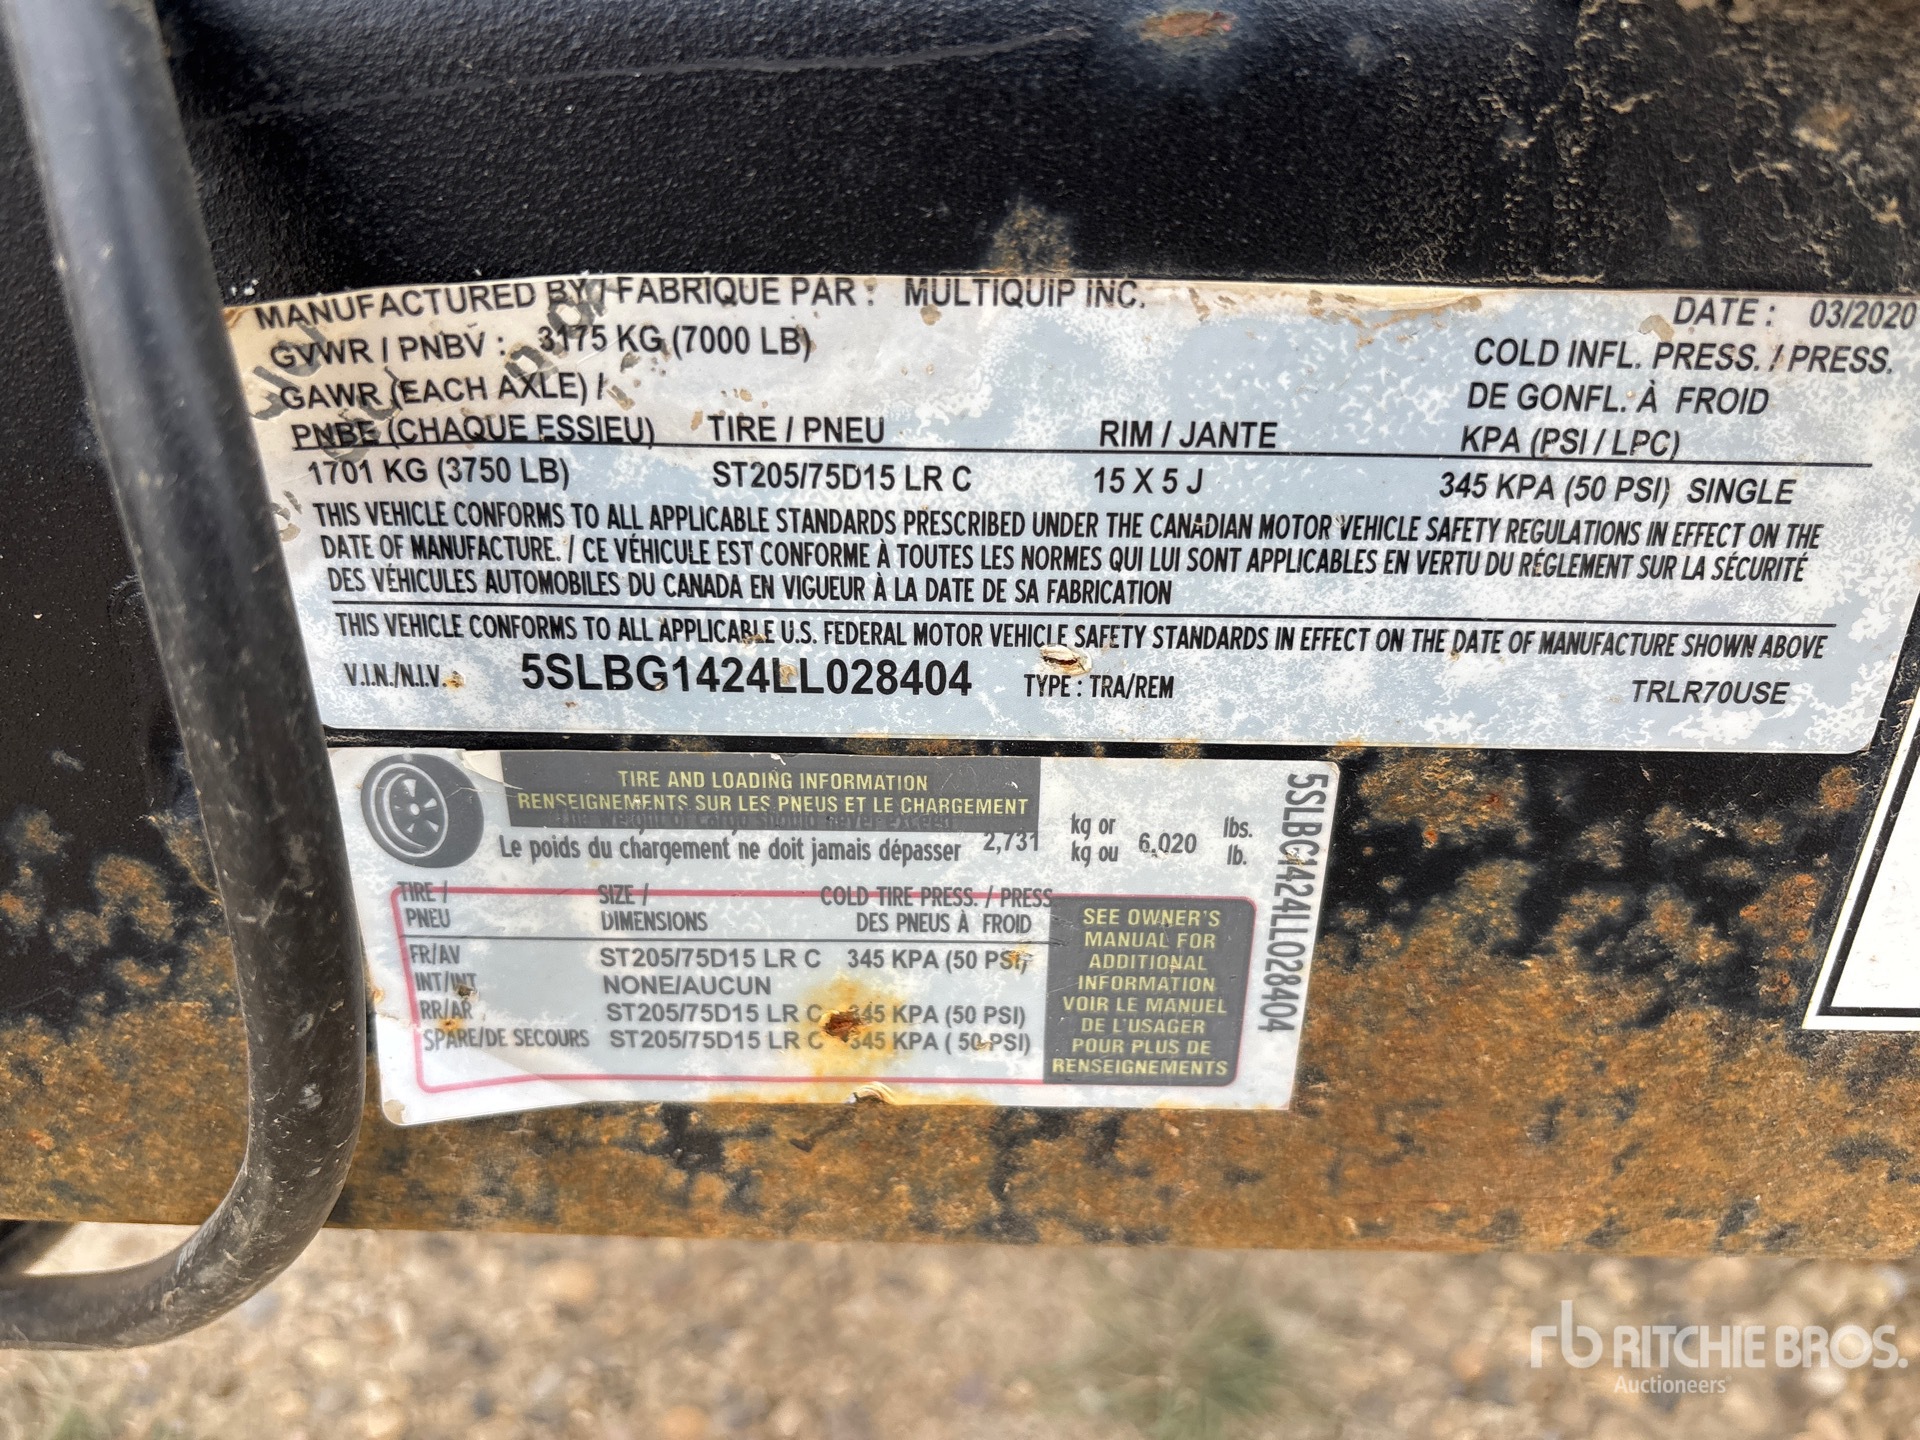 MANUFACTURED BY / FABRIQUE PAR : MULTIQUIP INC.
DATE : 03/2020
GVWR / PNBV : 3175 KG (7000 LB)
COLD INFL. PRESS. / PRESS.
GAWR (EACH AXLE) /
DE GONFL. À FROID
PNBE (CHAQUE ESSIEU) TIRE / PNEU RIM / JANTE KPA (PSI / LPC)
1701 KG (3750 LB) ST205/75D15 LR C 15 X 5 J 345 KPA (50 PSI) SINGLE
THIS VEHICLE CONFORMS TO ALL APPLICABLE STANDARDS PRESCRIBED UNDER THE CANADIAN MOTOR VEHICLE SAFETY REGULATIONS IN EFFECT ON THE
DATE OF MANUFACTURE. / CE VÉHICULE EST CONFORME À TOUTES LES NORMES QUI LUI SONT APPLICABLES EN VERTU DU RÉGLEMENT SUR LA SÉCURITÉ
DES VÉHICULES AUTOMOBILES DU CANADA EN VIGUEUR À LA DATE DE SA FABRICATION
THIS VEHICLE CONFORMS TO ALL APPLICABLE U.S. FEDERAL MOTOR VEHICLE SAFETY STANDARDS IN EFFECT ON THE DATE OF MANUFACTURE SHOWN ABOVE
V.I.N./N.I.V. 5SLBG1424LL028404 TYPE : TRA/REM TRLR70USE
TIRE AND LOADING INFORMATION
RENSEIGNEMENTS SUR LES PNEUS ET LE CHARGEMENT
The weight of cargo should never exceed
Le poids du chargement ne doit jamais dépasser 2,731 kg or 6,020 lbs.
kg ou lb.
TIRE / SIZE / COLD TIRE PRESS. / PRESS
PNEU DIMENSIONS DES PNEUS À FROID
FR/AV ST205/75D15 LR C 345 KPA (50 PSI)
INT/INT NONE/AUCUN
RR/AR ST205/75D15 LR C 345 KPA (50 PSI)
SPARE/DE SECOURS ST205/75D15 LR C 345 KPA ( 50 PSI)
SEE OWNER'S
MANUAL FOR
ADDITIONAL
INFORMATION
VOIR LE MANUEL
DE L'USAGER
POUR PLUS DE
RENSEIGNEMENTS
5SLBG1424LL028404
rb RITCHIE BROS.
Auctioneers